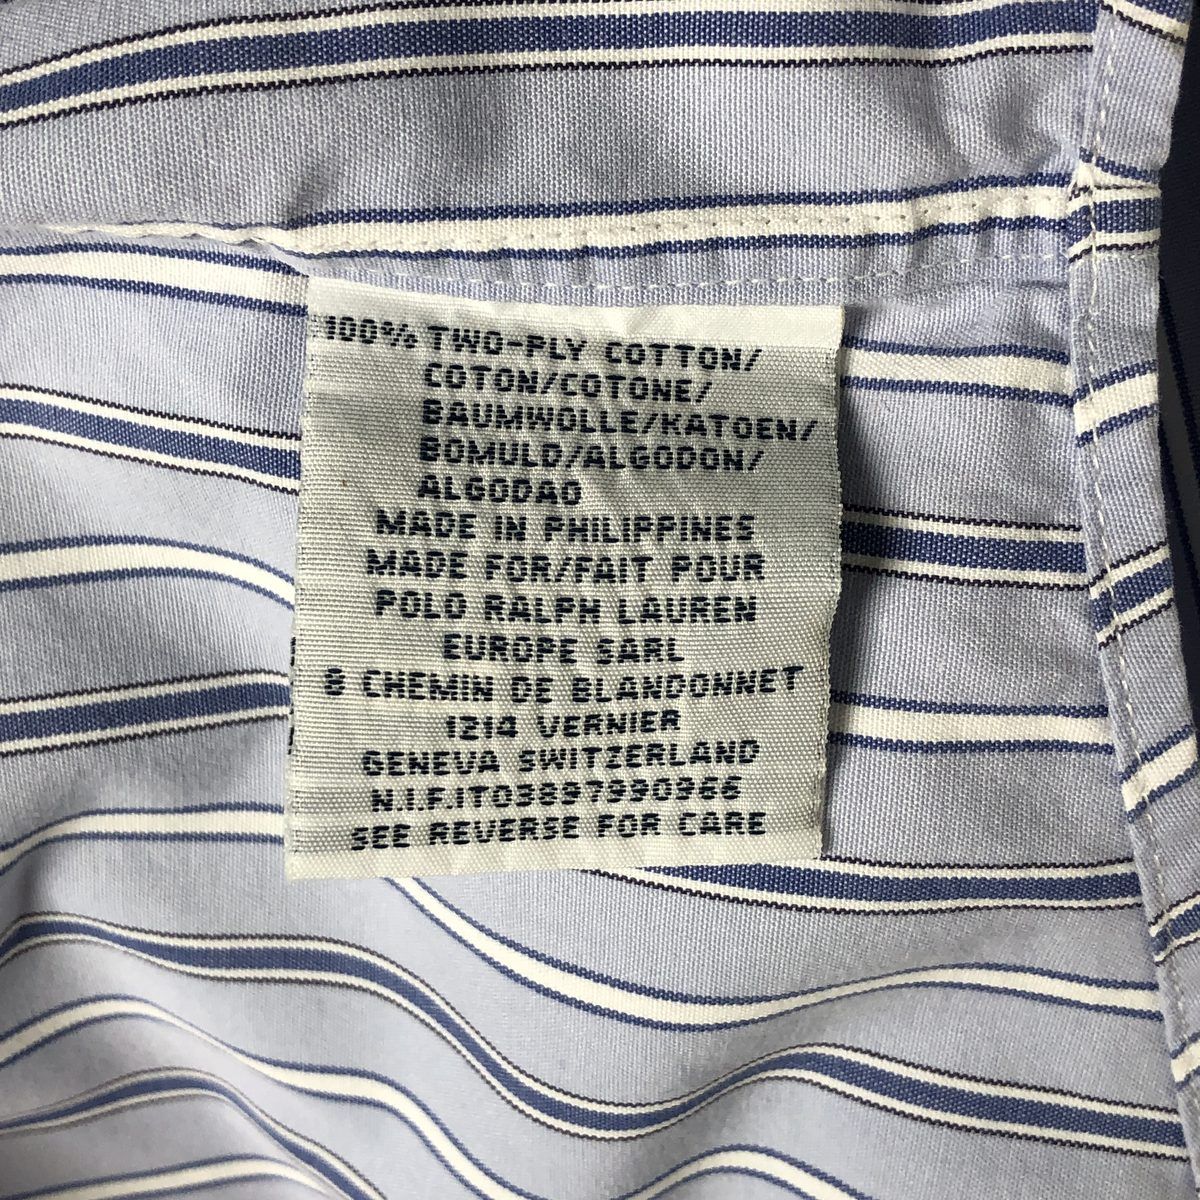 100% TWO-PLY COTTON/
COTON/COTONE/
BAUMWOLLE/KATOEN/
BOMULD/ALGODON/
ALGODAO
MADE IN PHILIPPINES
MADE FOR/FAIT POUR
POLO RALPH LAUREN
EUROPE SARL
8 CHEMIN DE BLANDONNET
1214 VERNIER
GENEVA SWITZERLAND
N.I.F.IT03897990966
SEE REVERSE FOR CARE